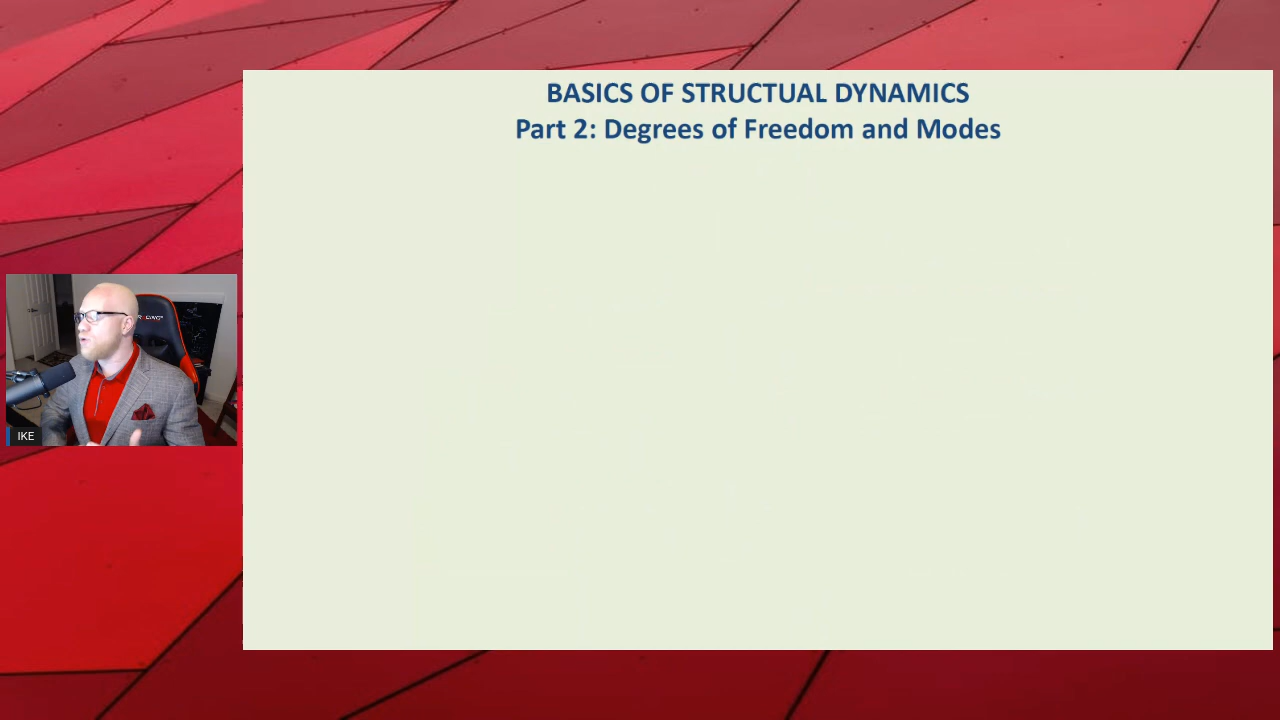 BASICS OF STRUCTUAL DYNAMICS
Part 2: Degrees of Freedom and Modes
IKE